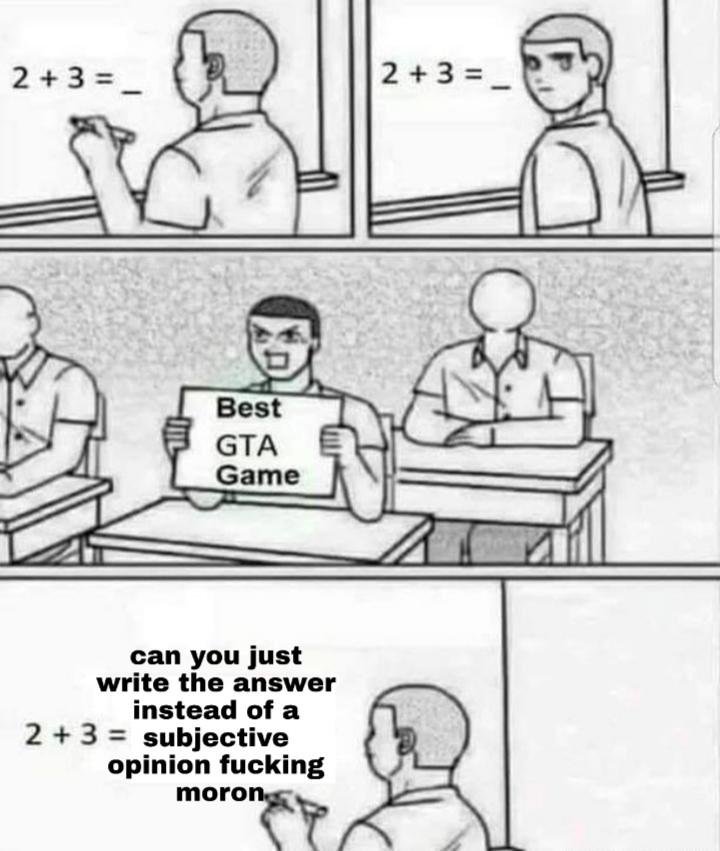 2 + 3 = _
2 + 3 = _
Best
GTA
Game
can you just
write the answer
instead of a
2 + 3 = subjective
opinion fucking
moron